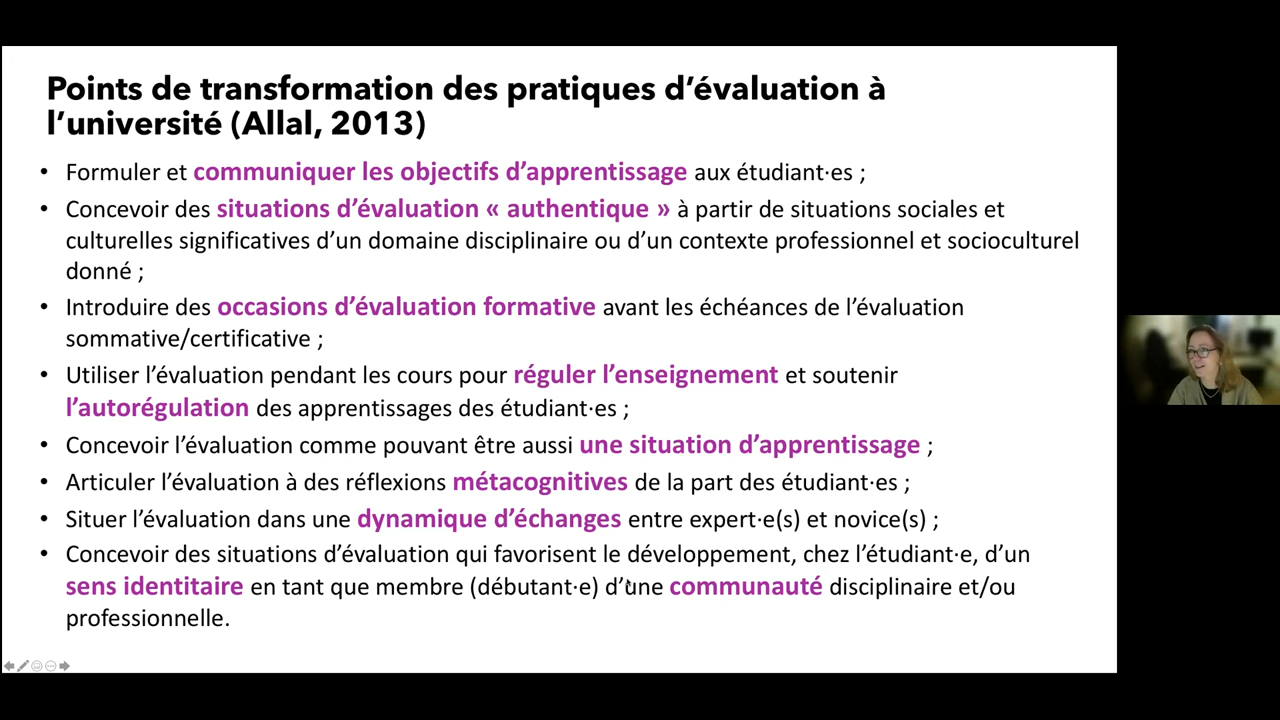 Points de transformation des pratiques d’évaluation à
l’université (Allal, 2013)
• Formuler et communiquer les objectifs d’apprentissage aux étudiant·es ;
• Concevoir des situations d’évaluation « authentique » à partir de situations sociales et
culturelles significatives d’un domaine disciplinaire ou d’un contexte professionnel et socioculturel
donné ;
• Introduire des occasions d’évaluation formative avant les échéances de l’évaluation
sommative/certificative ;
• Utiliser l’évaluation pendant les cours pour réguler l’enseignement et soutenir
l’autorégulation des apprentissages des étudiant·es ;
• Concevoir l’évaluation comme pouvant être aussi une situation d’apprentissage ;
• Articuler l’évaluation à des réflexions métacognitives de la part des étudiant·es ;
• Situer l’évaluation dans une dynamique d’échanges entre expert·e(s) et novice(s) ;
• Concevoir des situations d’évaluation qui favorisent le développement, chez l’étudiant·e, d’un
sens identitaire en tant que membre (débutant·e) d’une communauté disciplinaire et/ou
professionnelle.